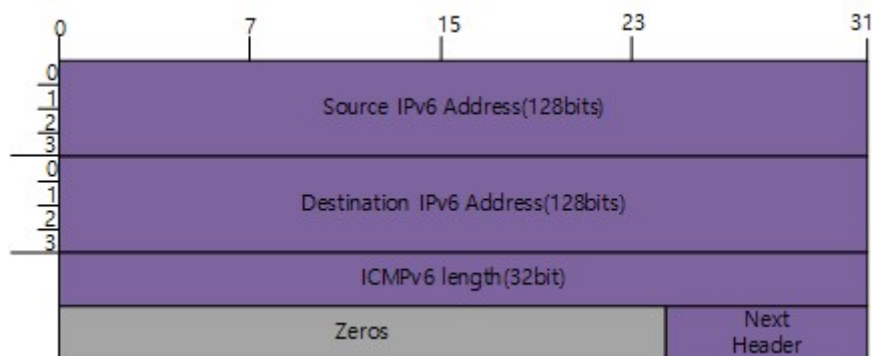 0 7 15 23 31
0
1
2
3
Source IPv6 Address(128bits)
0
1
2
3
Destination IPv6 Address(128bits)
ICMPv6 length(32bit)
Zeros
Next
Header